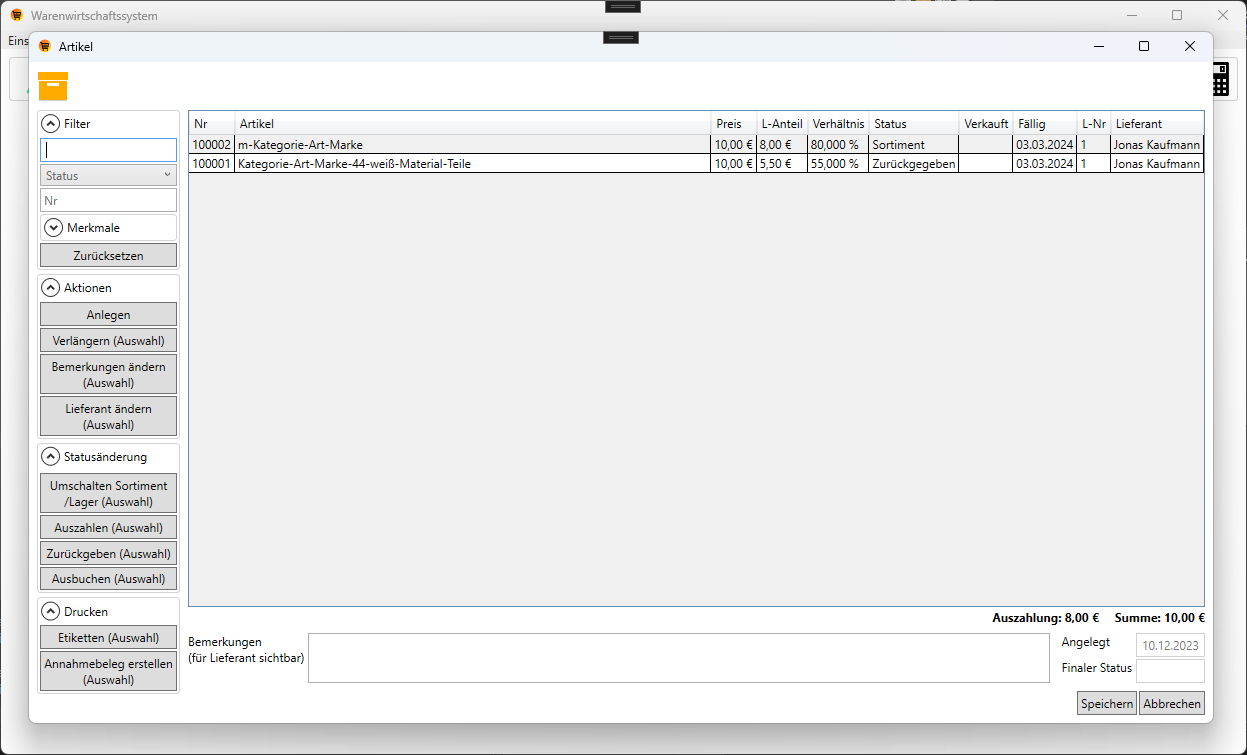 Warenwirtschaftssystem
Eins
Artikel
Filter
Status
Nr
Merkmale
Zurücksetzen
Aktionen
Anlegen
Verlängern (Auswahl)
Bemerkungen ändern
(Auswahl)
Lieferant ändern
(Auswahl)
Statusänderung
Umschalten Sortiment
/Lager (Auswahl)
Auszahlen (Auswahl)
Zurückgeben (Auswahl)
Ausbuchen (Auswahl)
Drucken
Etiketten (Auswahl)
Annahmebeleg erstellen
(Auswahl)
Nr Artikel Preis L-Anteil Verhältnis Status Verkauft Fällig L-Nr Lieferant
100002 m-Kategorie-Art-Marke 10,00 € 8,00 € 80,000 % Sortiment 03.03.2024 1 Jonas Kaufmann
100001 Kategorie-Art-Marke-44-weiß-Material-Teile 10,00 € 5,50 € 55,000 % Zurückgegeben 03.03.2024 1 Jonas Kaufmann
Auszahlung: 8,00 € Summe: 10,00 €
Bemerkungen
(für Lieferant sichtbar)
Angelegt 10.12.2023
Finaler Status
Speichern Abbrechen